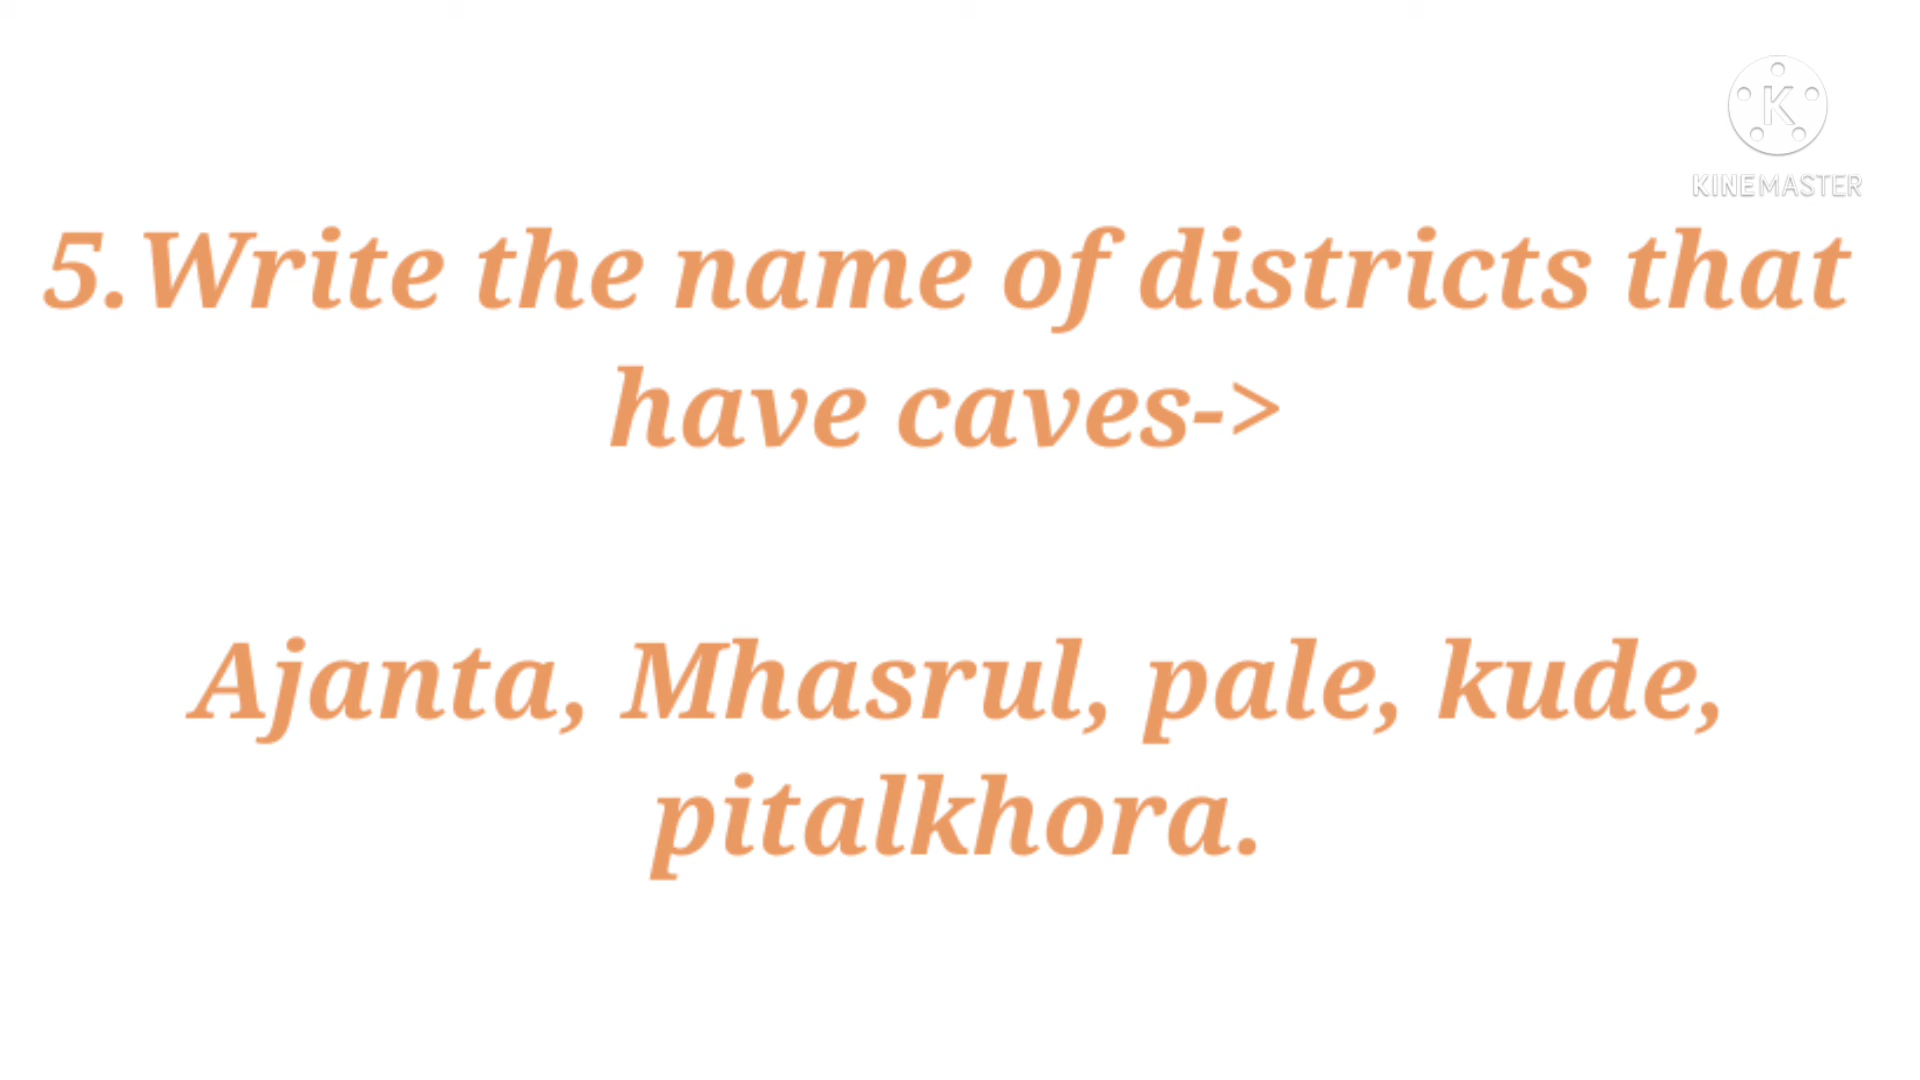 K
KINEMASTER
5.Write the name of districts that
have caves->
Ajanta, Mhasrul, pale, kude,
pitalkhora.